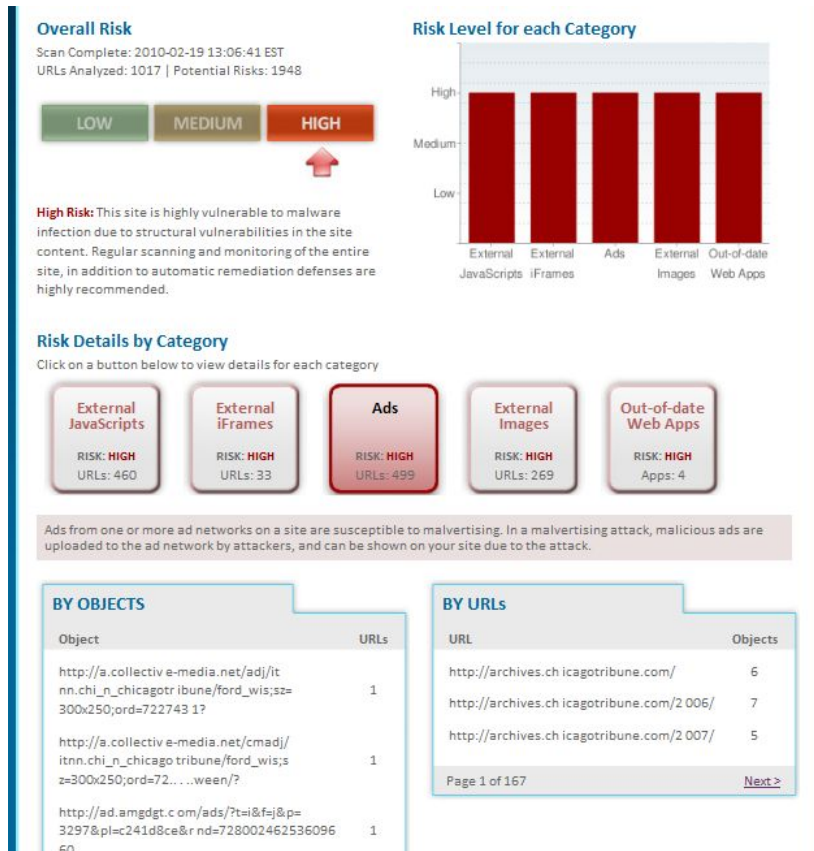 Overall Risk
Scan Complete: 2010-02-19 13:06:41 EST
URLs Analyzed: 1017 | Potential Risks: 1948
LOW MEDIUM HIGH
High Risk: This site is highly vulnerable to malware
infection due to structural vulnerabilities in the site
content. Regular scanning and monitoring of the entire
site, in addition to automatic remediation defenses are
highly recommended.
Risk Level for each Category
High
Medium
Low
External JavaScripts
External iFrames
Ads
External Images
Out-of-date Web Apps
Risk Details by Category
Click on a button below to view details for each category
External
JavaScripts
RISK: HIGH
URLs: 460
External
iFrames
RISK: HIGH
URLs: 33
Ads
RISK: HIGH
URLs: 499
External
Images
RISK: HIGH
URLs: 269
Out-of-date
Web Apps
RISK: HIGH
Apps: 4
Ads from one or more ad networks on a site are susceptible to malvertising. In a malvertising attack, malicious ads are
uploaded to the ad network by attackers, and can be shown on your site due to the attack.
BY OBJECTS
Object URLs
http://a.collectiv e-media.net/adj/it
nn.chi_n_chicagotr ibune/ford_wis;sz=
300x250;ord=722743 1?
1
http://a.collectiv e-media.net/cmadj/
itnn.chi_n_chicago tribune/ford_wis;s
z=300x250;ord=72.. . ..ween/?
1
http://ad.amgdgt.c om/ads/?t=i&f=j&p=
3297&pl=c241d8ce&r nd=728002462536096
60
1
BY URLs
URL Objects
http://archives.ch icagotribune.com/ 6
http://archives.ch icagotribune.com/2 006/ 7
http://archives.ch icagotribune.com/2 007/ 5
Page 1 of 167 Next >